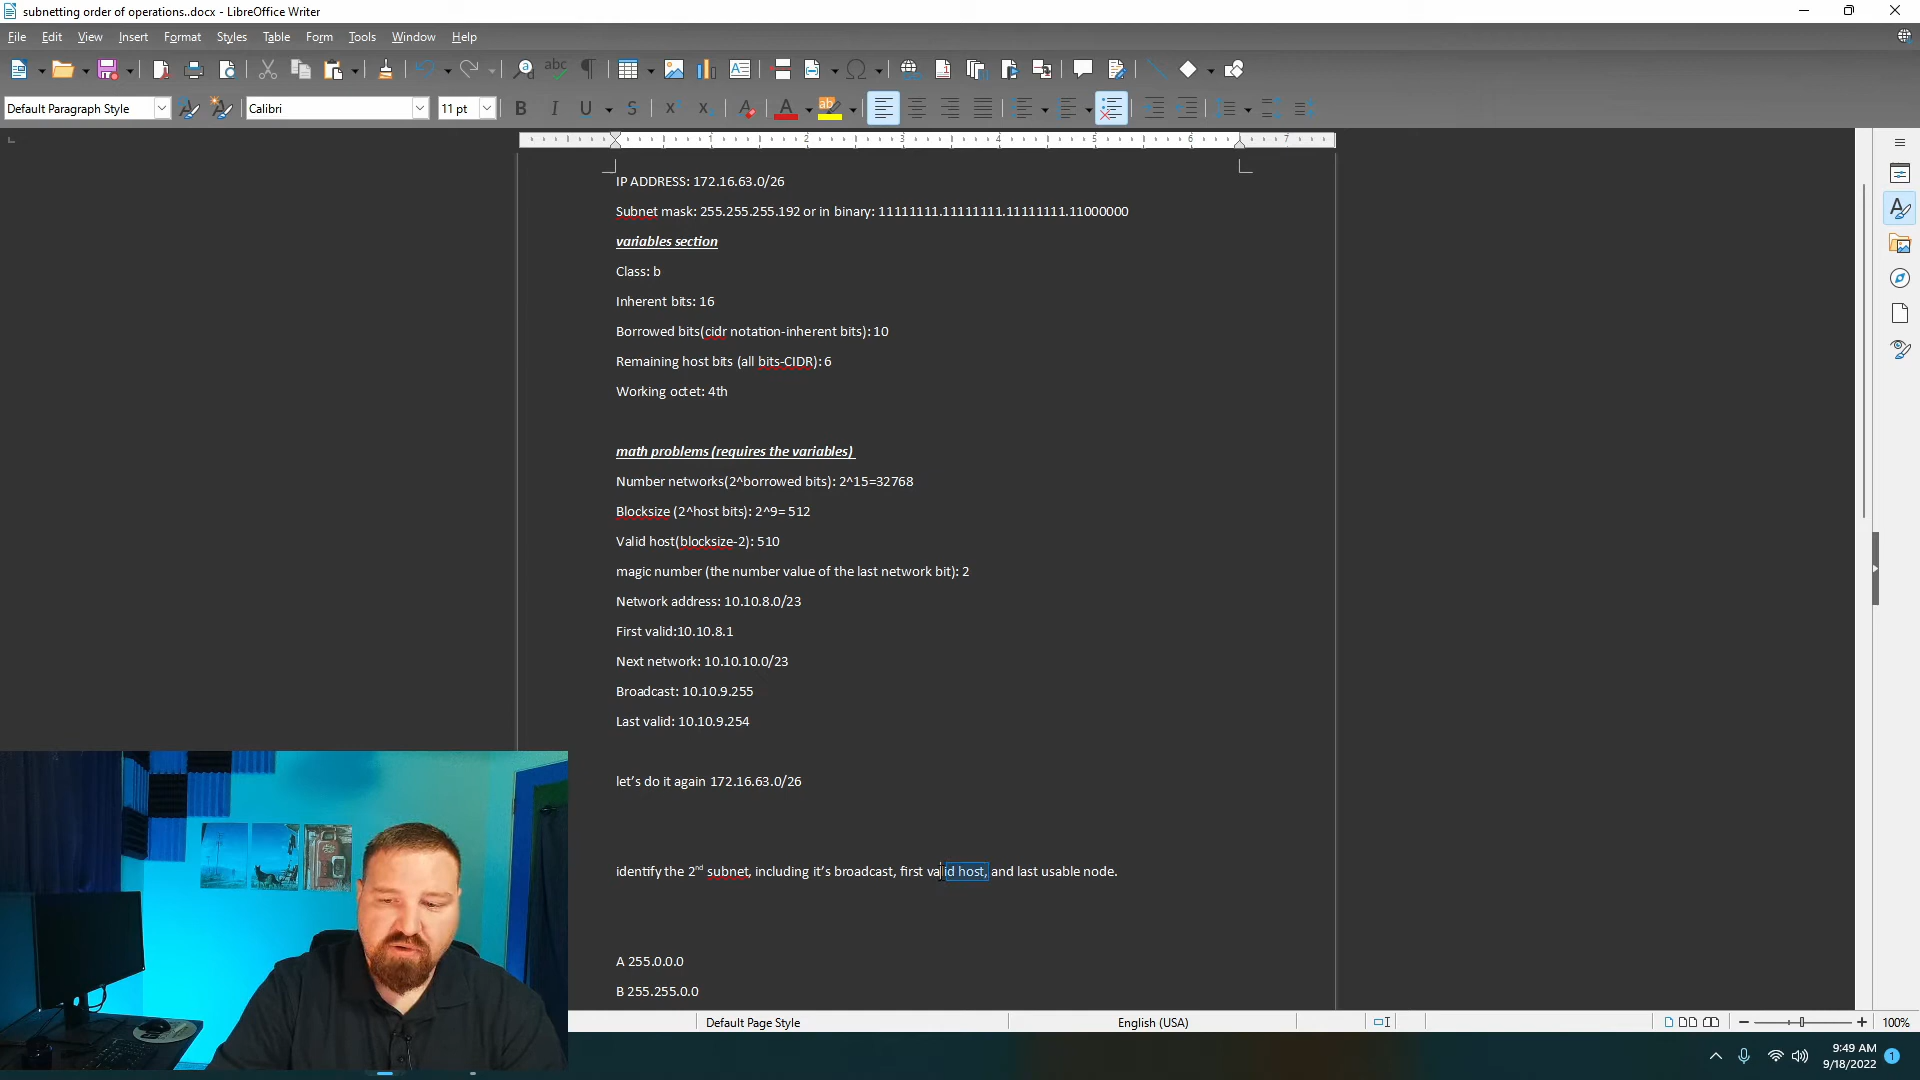 subnetting order of operations..docx - LibreOffice Writer
File Edit View Insert Format Styles Table Form Tools Window Help
Default Paragraph Style Calibri 11 pt
1 2 3 4 5 6 7
IP ADDRESS: 172.16.63.0/26
Subnet mask: 255.255.255.192 or in binary: 11111111.11111111.11111111.11000000
variables section
Class: b
Inherent bits: 16
Borrowed bits(cidr notation-inherent bits): 10
Remaining host bits (all bits-CIDR): 6
Working octet: 4th
math problems (requires the variables)
Number networks(2^borrowed bits): 2^15=32768
Blocksize (2^host bits): 2^9= 512
Valid host(blocksize-2): 510
magic number (the number value of the last network bit): 2
Network address: 10.10.8.0/23
First valid:10.10.8.1
Next network: 10.10.10.0/23
Broadcast: 10.10.9.255
Last valid: 10.10.9.254
let’s do it again 172.16.63.0/26
identify the 2nd subnet, including it’s broadcast, first valid host, and last usable node.
A 255.0.0.0
B 255.255.0.0
Default Page Style English (USA) 100%
9:49 AM
9/18/2022 1